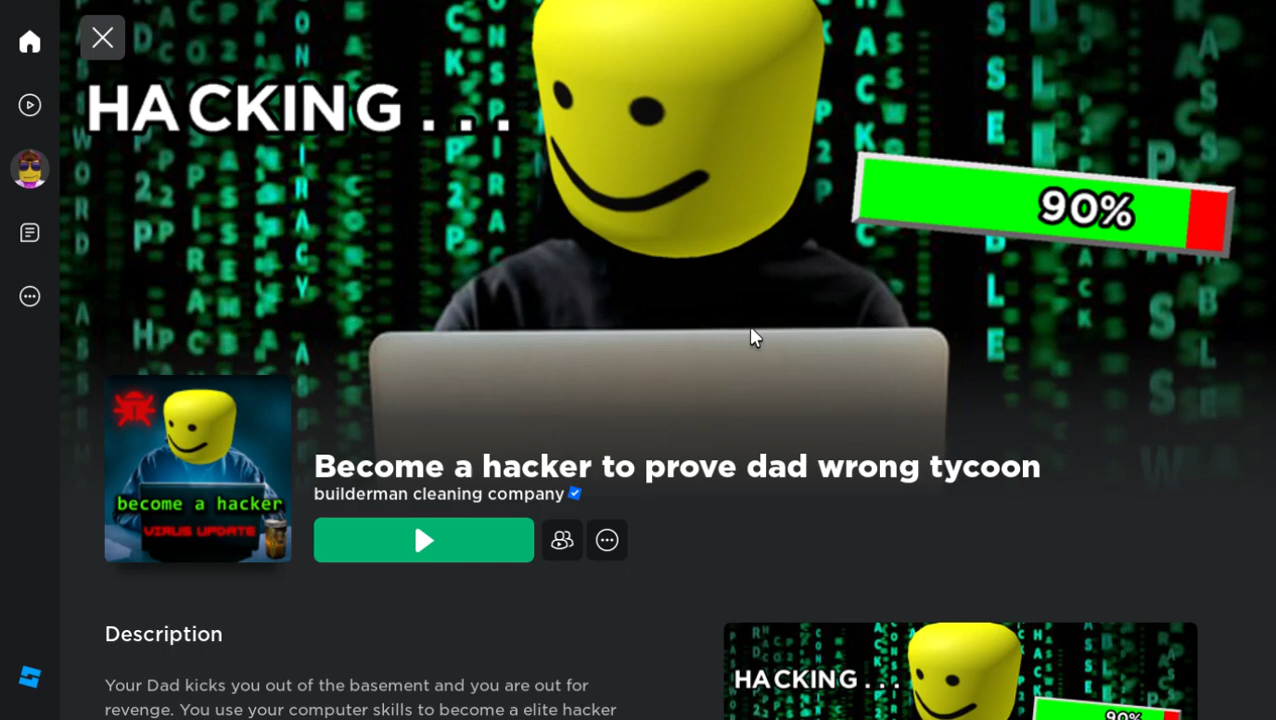 HACKING . . .
90%
become a hacker
VIRUS UPDATE
Become a hacker to prove dad wrong tycoon
builderman cleaning company
Description
Your Dad kicks you out of the basement and you are out for
revenge. You use your computer skills to become a elite hacker
HACKING . . .
90%